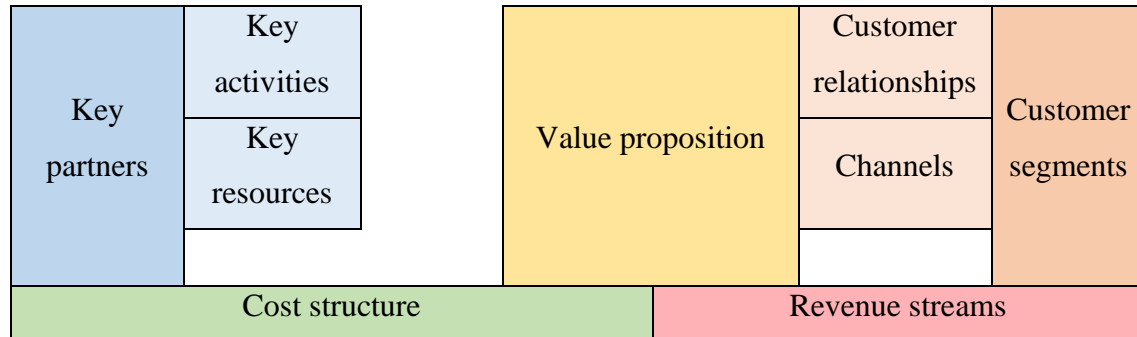 Key
partners
Key
activities
Key
resources
Value proposition
Customer
relationships
Channels
Customer
segments
Cost structure
Revenue streams